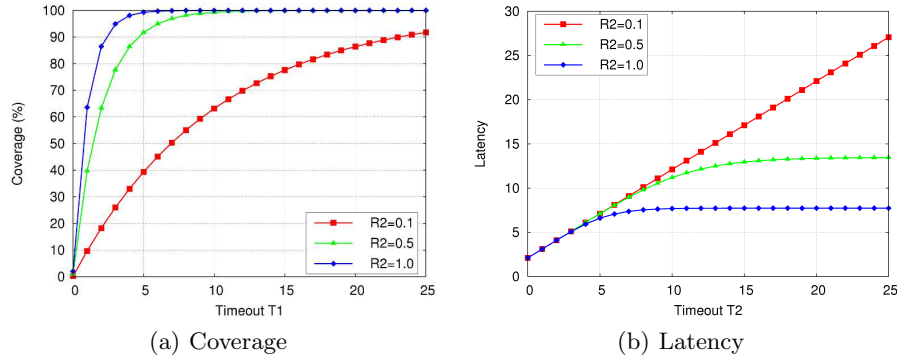 100
90
80
70
60
50
40
30
20
10
0
Coverage (%)
R2=0.1
R2=0.5
R2=1.0
0 5 10 15 20 25
Timeout T1
(a) Coverage
30
25
20
15
10
5
0
Latency
R2=0.1
R2=0.5
R2=1.0
0 5 10 15 20 25
Timeout T2
(b) Latency